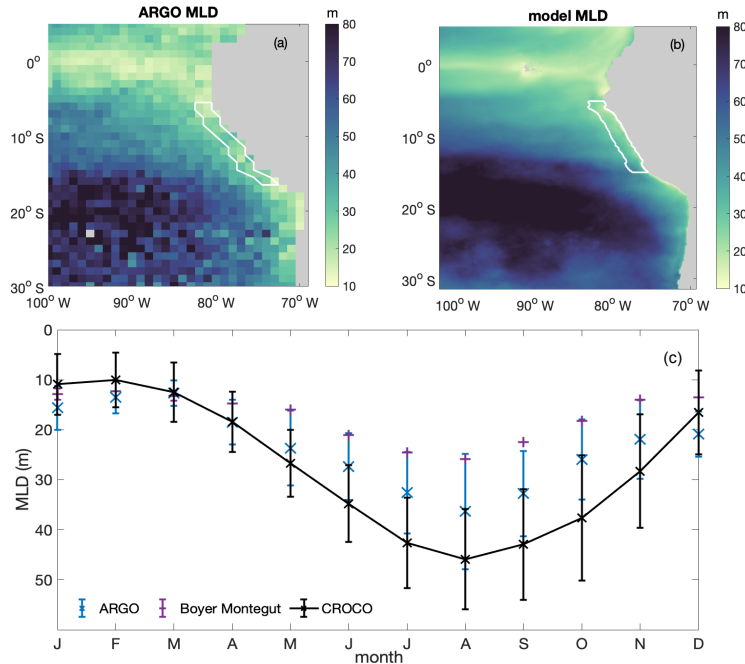 ARGO MLD
m
model MLD
m
(a)
(b)
0°
10° S
20° S
30° S
100° W
90° W
80° W
70° W
80
70
60
50
40
30
20
10
0°
10° S
20° S
30° S
100° W
90° W
80° W
70° W
80
70
60
50
40
30
20
10
(c)
MLD (m)
0
10
20
30
40
50
ARGO
Boyer Montegut
CROCO
J F M A M J J A S O N D
month